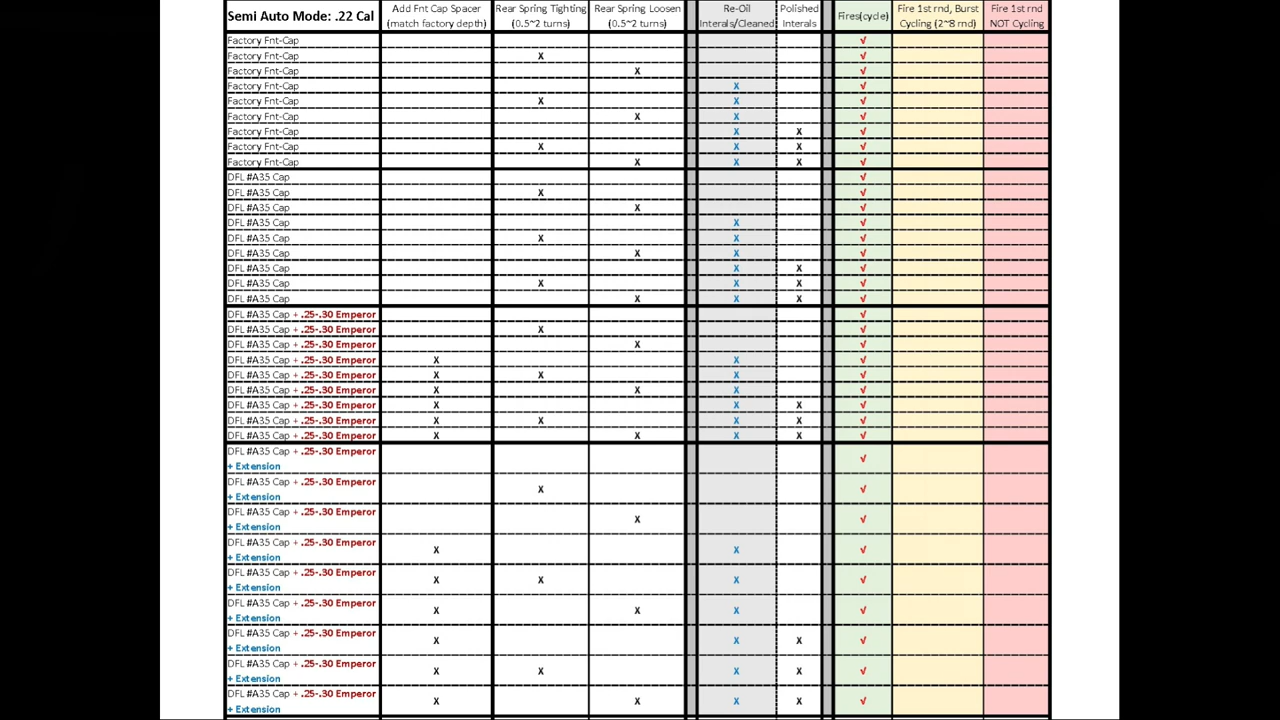 Semi Auto Mode: .22 Cal
Add Fnt Cap Spacer
(match factory depth)
Rear Spring Tighting
(0.5~2 turns)
Rear Spring Loosen
(0.5~2 turns)
Re-Oil
Interals/Cleaned
Polished
Interals
Fires(cycle)
Fire 1st rnd, Burst
Cycling (2~8 rnd)
Fire 1st rnd
NOT Cycling
Factory Fnt-Cap √
Factory Fnt-Cap X √
Factory Fnt-Cap X √
Factory Fnt-Cap X √
Factory Fnt-Cap X X √
Factory Fnt-Cap X X √
Factory Fnt-Cap X X √
Factory Fnt-Cap X X X √
Factory Fnt-Cap X X X √
DFL #A35 Cap √
DFL #A35 Cap X √
DFL #A35 Cap X √
DFL #A35 Cap X √
DFL #A35 Cap X X √
DFL #A35 Cap X X √
DFL #A35 Cap X X √
DFL #A35 Cap X X X √
DFL #A35 Cap X X X √
DFL #A35 Cap + .25-.30 Emperor √
DFL #A35 Cap + .25-.30 Emperor X √
DFL #A35 Cap + .25-.30 Emperor X √
DFL #A35 Cap + .25-.30 Emperor X X √
DFL #A35 Cap + .25-.30 Emperor X X X √
DFL #A35 Cap + .25-.30 Emperor X X X √
DFL #A35 Cap + .25-.30 Emperor X X X √
DFL #A35 Cap + .25-.30 Emperor X X X X √
DFL #A35 Cap + .25-.30 Emperor X X X X √
DFL #A35 Cap + .25-.30 Emperor
+ Extension √
DFL #A35 Cap + .25-.30 Emperor
+ Extension X √
DFL #A35 Cap + .25-.30 Emperor
+ Extension X √
DFL #A35 Cap + .25-.30 Emperor
+ Extension X X √
DFL #A35 Cap + .25-.30 Emperor
+ Extension X X X √
DFL #A35 Cap + .25-.30 Emperor
+ Extension X X X √
DFL #A35 Cap + .25-.30 Emperor
+ Extension X X X √
DFL #A35 Cap + .25-.30 Emperor
+ Extension X X X X √
DFL #A35 Cap + .25-.30 Emperor
+ Extension X X X X √